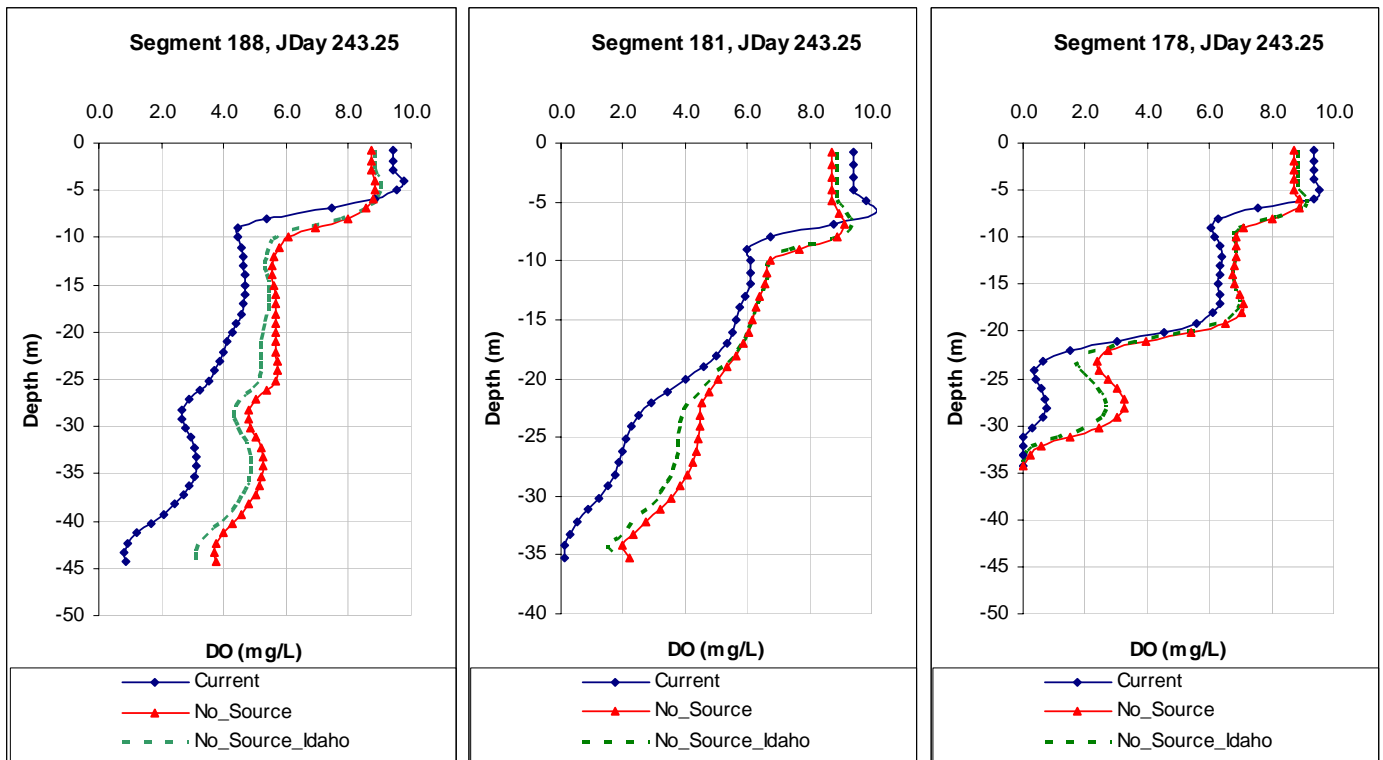 Segment 188, JDay 243.25
0.0 2.0 4.0 6.0 8.0 10.0
0
-5
-10
-15
-20
-25
-30
-35
-40
-45
-50
Depth (m)
DO (mg/L)
Current
No_Source
No_Source_Idaho
Segment 181, JDay 243.25
0.0 2.0 4.0 6.0 8.0 10.0
0
-5
-10
-15
-20
-25
-30
-35
-40
Depth (m)
DO (mg/L)
Current
No_Source
No_Source_Idaho
Segment 178, JDay 243.25
0.0 2.0 4.0 6.0 8.0 10.0
0
-5
-10
-15
-20
-25
-30
-35
-40
-45
-50
Depth (m)
DO (mg/L)
Current
No_Source
No_Source_Idaho